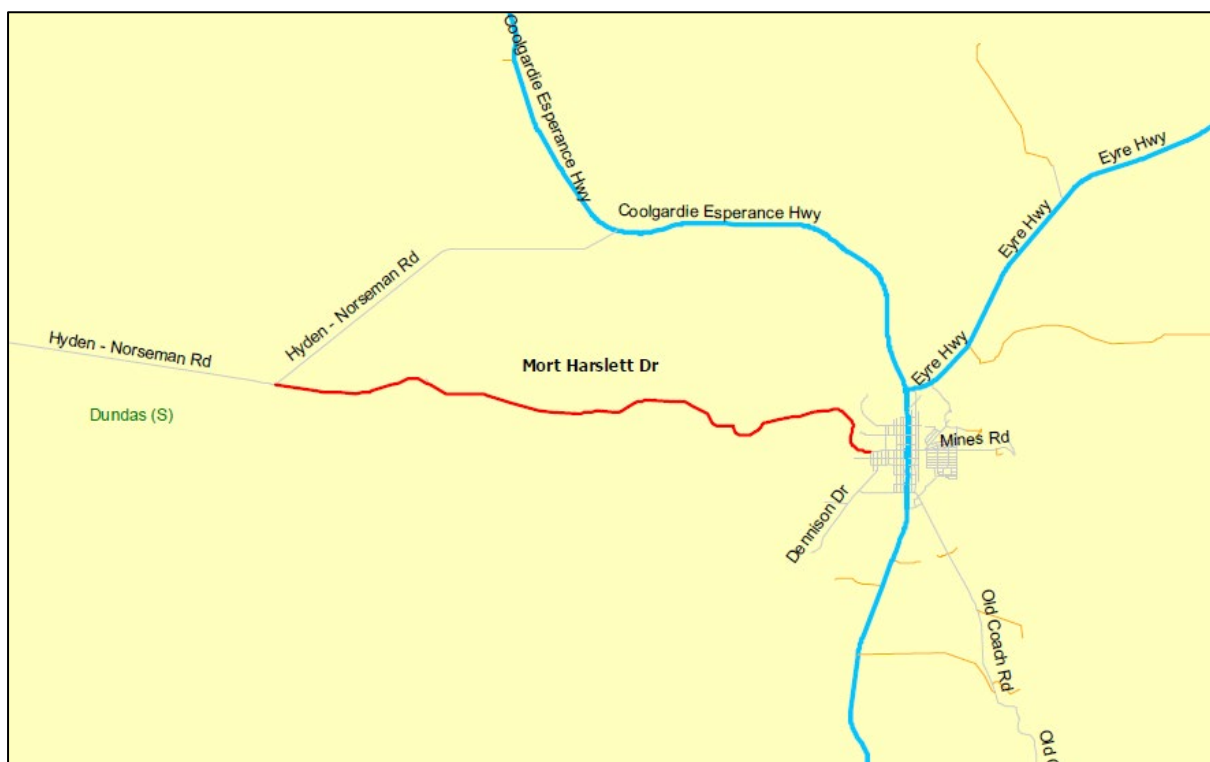 Coolgardie Esperance Hwy
Eyre Hwy
Coolgardie Esperance Hwy
Eyre Hwy
Hyden - Norseman Rd
Hyden - Norseman Rd
Mort Harslett Dr
Eyre Hwy
Dundas (S)
Mines Rd
Dennison Dr
Old Coach Rd
Old